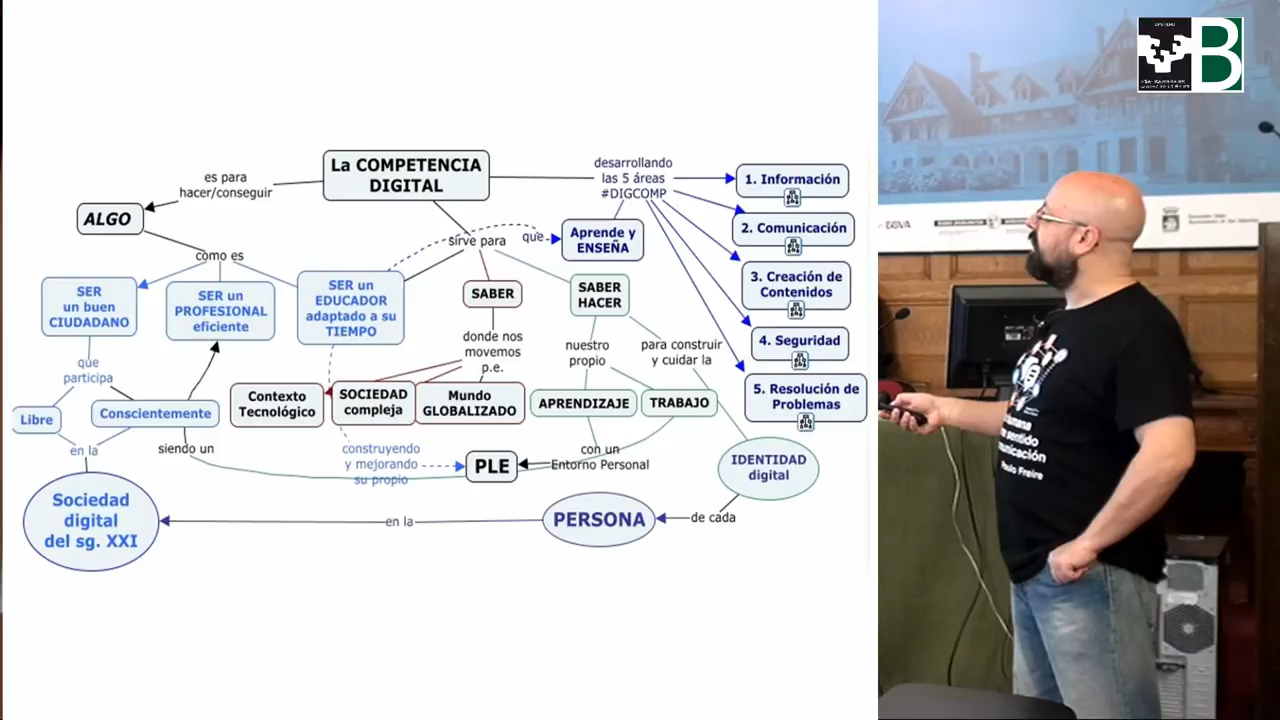 La COMPETENCIA
DIGITAL
es para
hacer/conseguir
ALGO
como es
SER
un buen
CIUDADANO
SER un
PROFESIONAL
eficiente
SER un
EDUCADOR
adaptado a su
TIEMPO
que
participa
Libre
Conscientemente
en la
siendo un
Sociedad
digital
del sg. XXI
sirve para
que
Aprende y
ENSEÑA
SABER
donde nos
movemos
p.e.
Contexto
Tecnológico
SOCIEDAD
compleja
Mundo
GLOBALIZADO
construyendo
y mejorando
su propio
PLE
SABER
HACER
nuestro
propio
para construir
y cuidar la
APRENDIZAJE
TRABAJO
con un
Entorno Personal
IDENTIDAD
digital
de cada
PERSONA
en la
desarrollando
las 5 áreas
#DIGCOMP
1. Información
2. Comunicación
3. Creación de
Contenidos
4. Seguridad
5. Resolución de
Problemas
B
BBVA
sentido
Paulo Freire